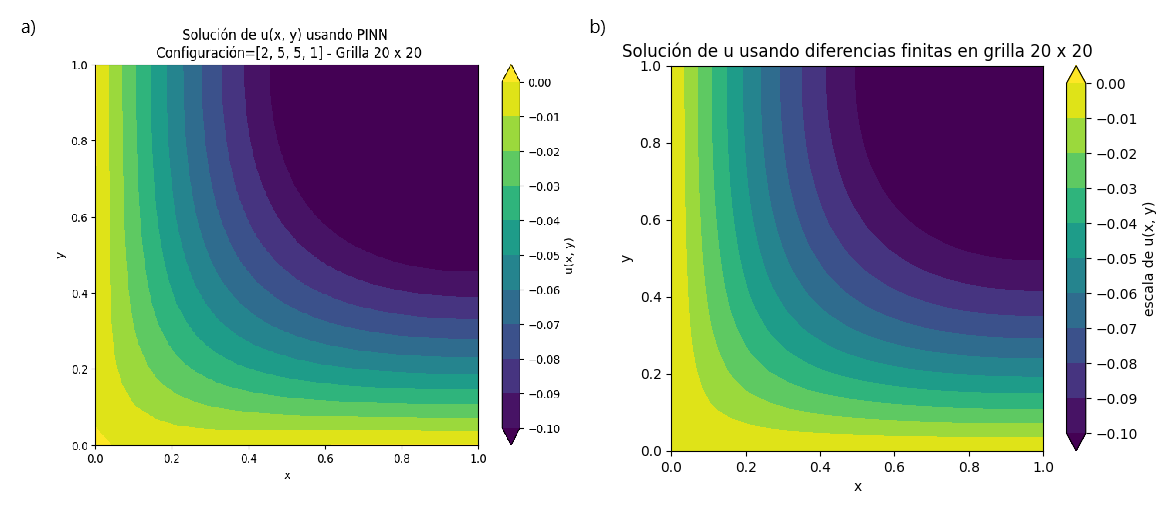 a)
Solución de u(x, y) usando PINN
Configuración=[2, 5, 5, 1] - Grilla 20 x 20
1.0
0.8
0.6
0.4
0.2
0.0
y
0.0 0.2 0.4 0.6 0.8 1.0
x
0.00
−0.01
−0.02
−0.03
−0.04
−0.05
−0.06
−0.07
−0.08
−0.09
−0.10
u(x, y)
b)
Solución de u usando diferencias finitas en grilla 20 x 20
1.0
0.8
0.6
0.4
0.2
0.0
y
0.0 0.2 0.4 0.6 0.8 1.0
x
0.00
−0.01
−0.02
−0.03
−0.04
−0.05
−0.06
−0.07
−0.08
−0.09
−0.10
escala de u(x, y)